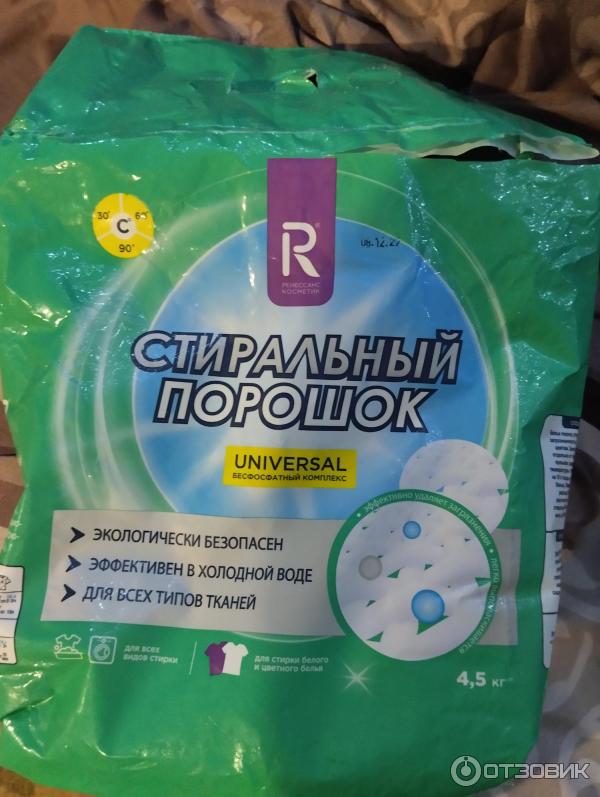 R
РЕНЕССАНС
КОСМЕТИК
30° C° 60°
90°
СТИРАЛЬНЫЙ
ПОРОШОК
UNIVERSAL
БЕСФОСФАТНЫЙ КОМПЛЕКС
эффективно удаляет загрязнения
ЭКОЛОГИЧЕСКИ БЕЗОПАСЕН
ЭФФЕКТИВЕН В ХОЛОДНОЙ ВОДЕ
ДЛЯ ВСЕХ ТИПОВ ТКАНЕЙ
для всех
видов стирки
для стирки белого
и цветного белья
4,5 кг
ОТЗОВИК